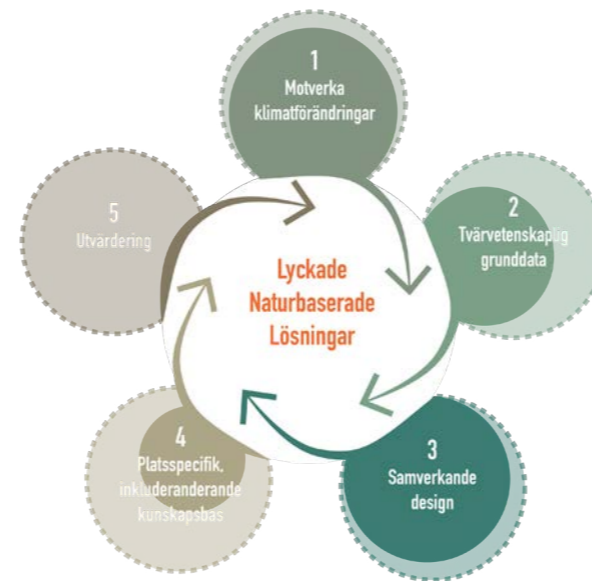 1
Motverka
klimatförändringar
2
Tvärvetenskaplig
grunddata
3
Samverkande
design
4
Platsspecifik,
inkluderanderande
kunskapsbas
5
Utvärdering
Lyckade
Naturbaserade
Lösningar